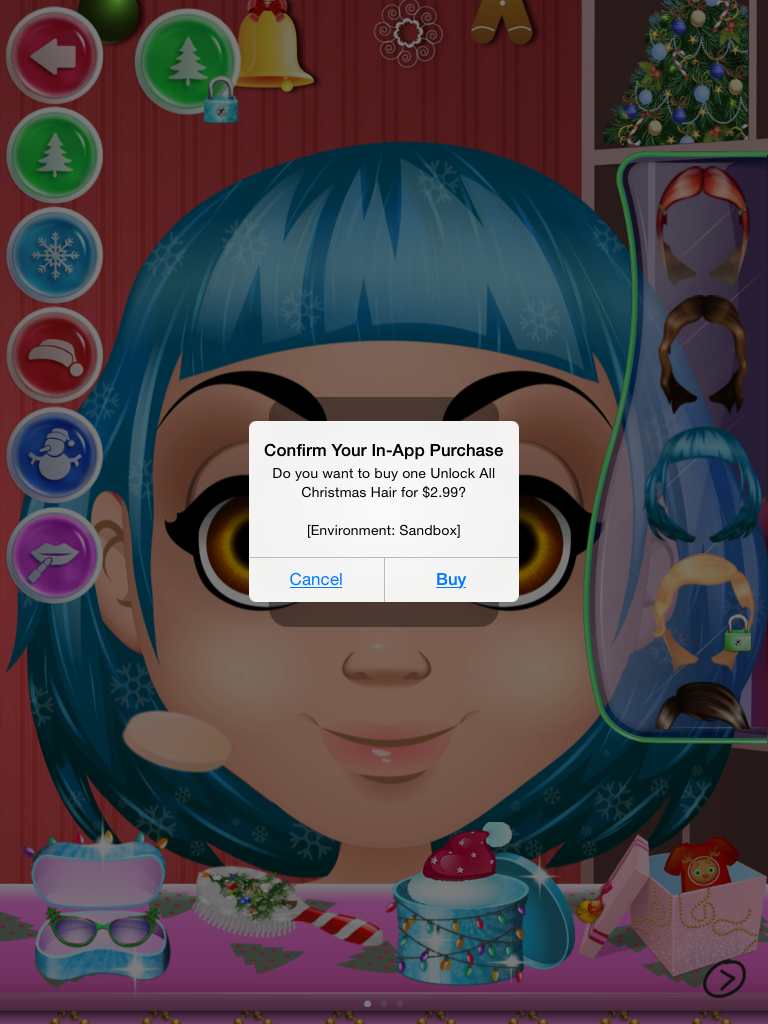 Confirm Your In-App Purchase
Do you want to buy one Unlock All
Christmas Hair for $2.99?
[Environment: Sandbox]
Cancel
Buy